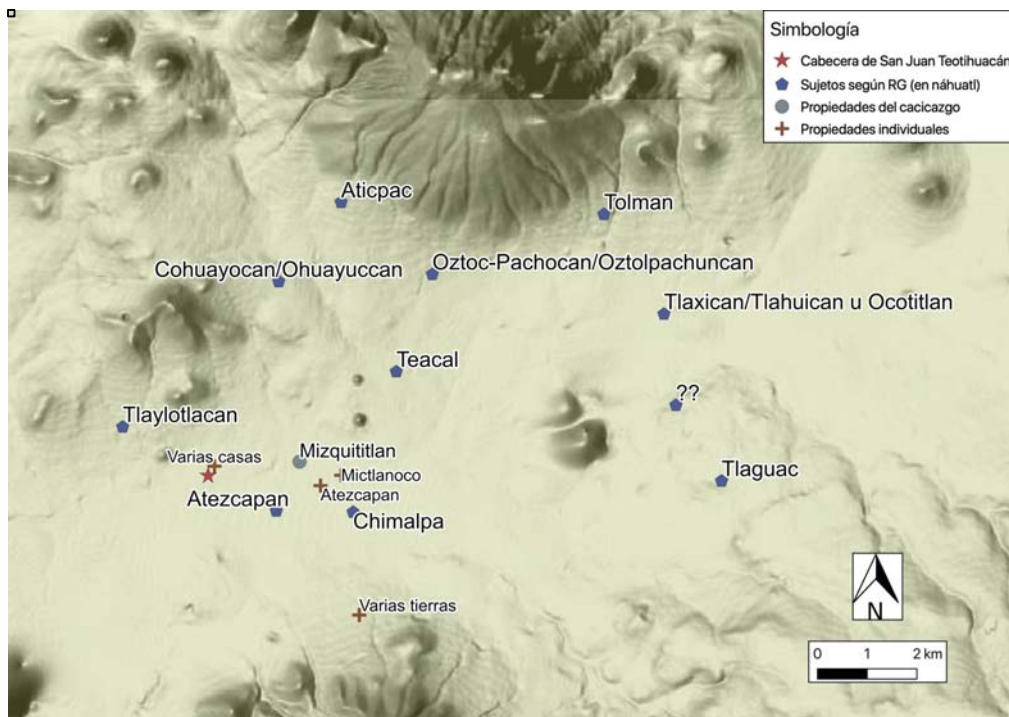 Simbología
Cabecera de San Juan Teotihuacán
Sujetos según RG (en náhuatl)
Propiedades del cacicazgo
Propiedades individuales
Aticpac
Tolman
Cohuayocan/Ohuayuccan
Oztoc-Pachocan/Oztolpachuncan
Tlaxican/Tlahuican u Ocotitlan
Teacal
??
Tlaylotlacan
Varias casas
Mizquititlan
Mictlanoco
Atezcapan
Tlaguac
Atezcapan
Chimalpa
Varias tierras
N
0 1 2 km